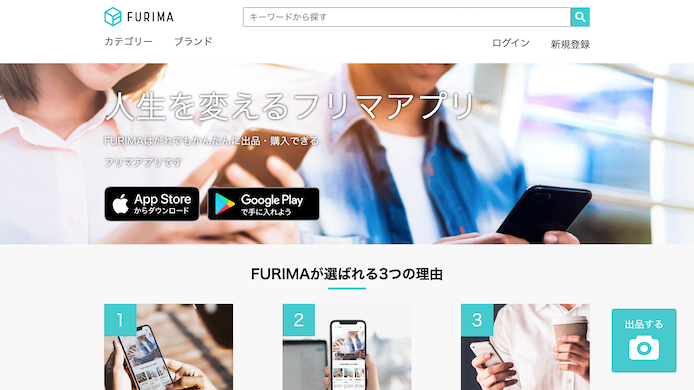 FURIMA
キーワードから探す
カテゴリー ブランド
ログイン 新規登録
人生を変えるフリマアプリ
FURIMAはだれでもかんたんに出品・購入できる
フリマアプリです
App Store
からダウンロード
Google Play
で手に入れよう
FURIMAが選ばれる3つの理由
1
2
3
出品する